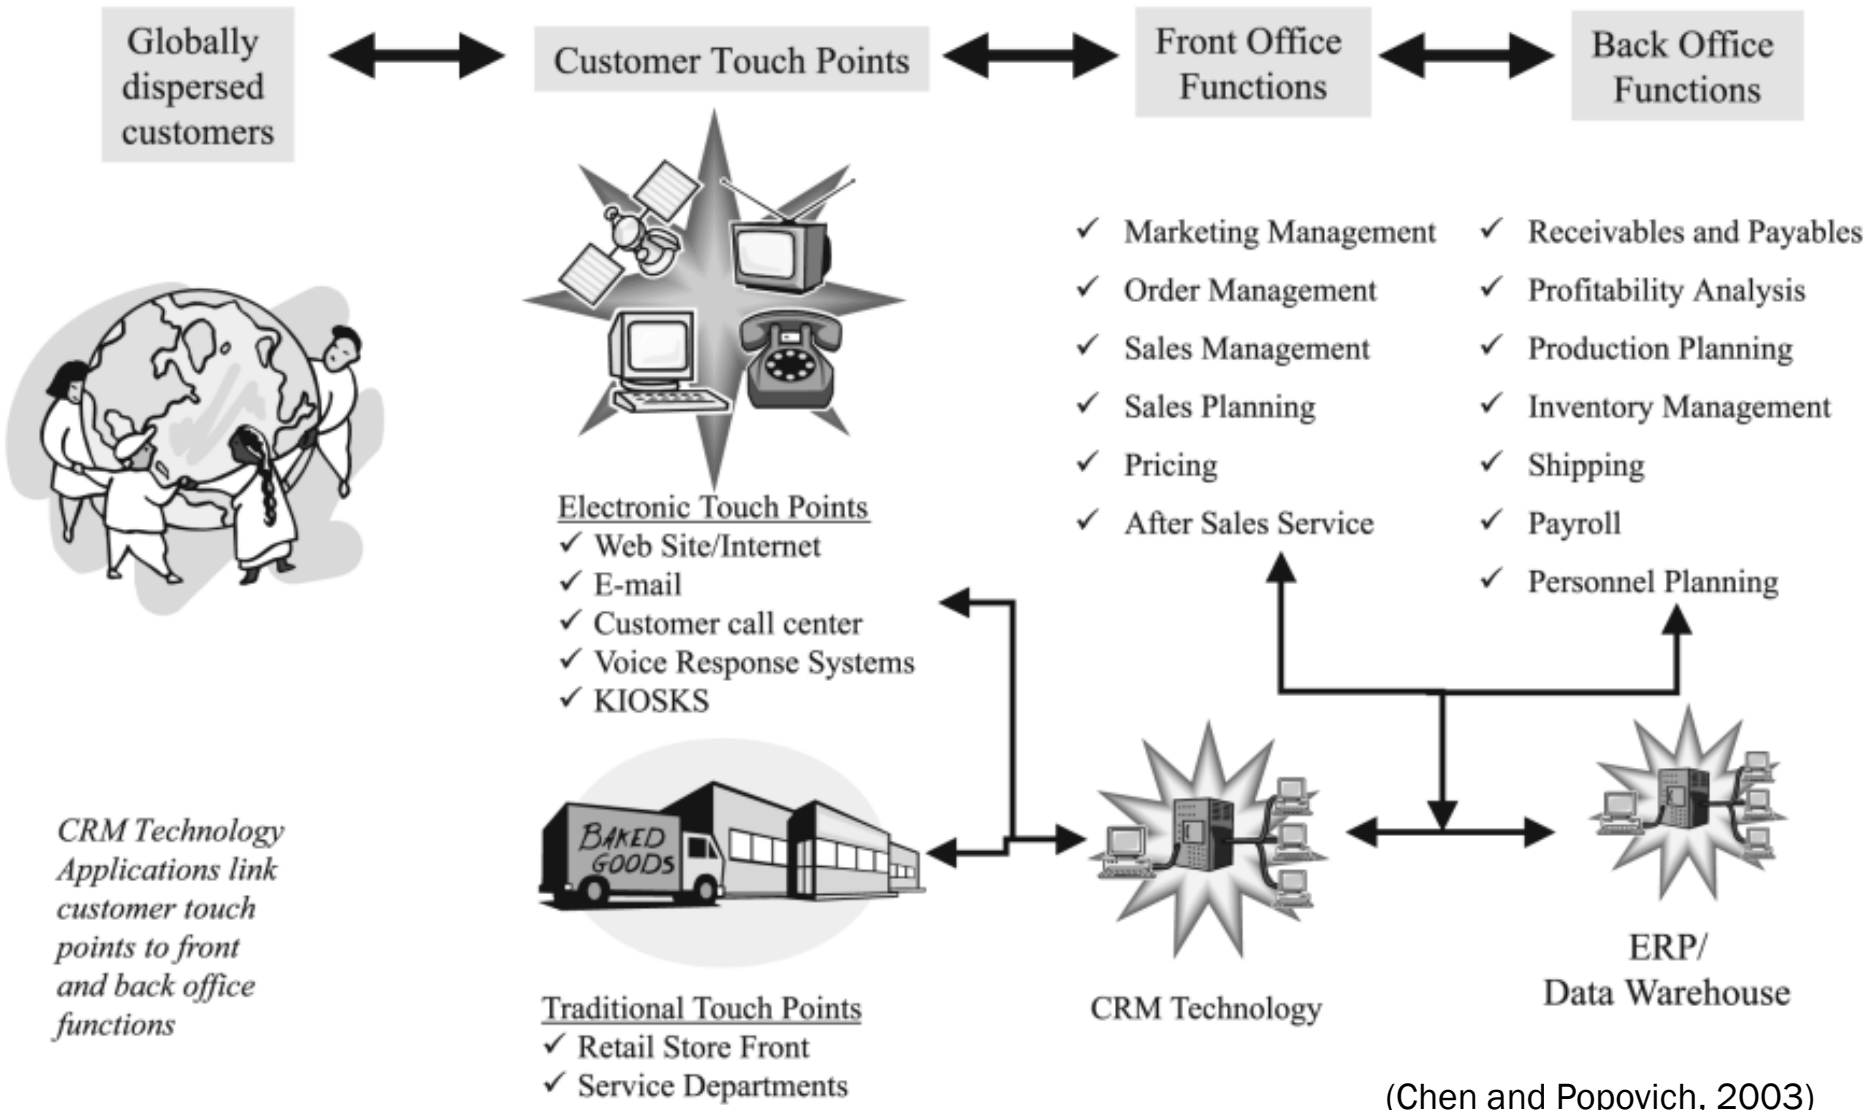 Globally
dispersed
customers
Customer Touch Points
Front Office
Functions
Back Office
Functions
✓ Marketing Management
✓ Order Management
✓ Sales Management
✓ Sales Planning
✓ Pricing
✓ After Sales Service
✓ Receivables and Payables
✓ Profitability Analysis
✓ Production Planning
✓ Inventory Management
✓ Shipping
✓ Payroll
✓ Personnel Planning
Electronic Touch Points
✓ Web Site/Internet
✓ E-mail
✓ Customer call center
✓ Voice Response Systems
✓ KIOSKS
BAKED
GOODS
Traditional Touch Points
✓ Retail Store Front
✓ Service Departments
CRM Technology
ERP/
Data Warehouse
CRM Technology
Applications link
customer touch
points to front
and back office
functions
(Chen and Popovich, 2003)